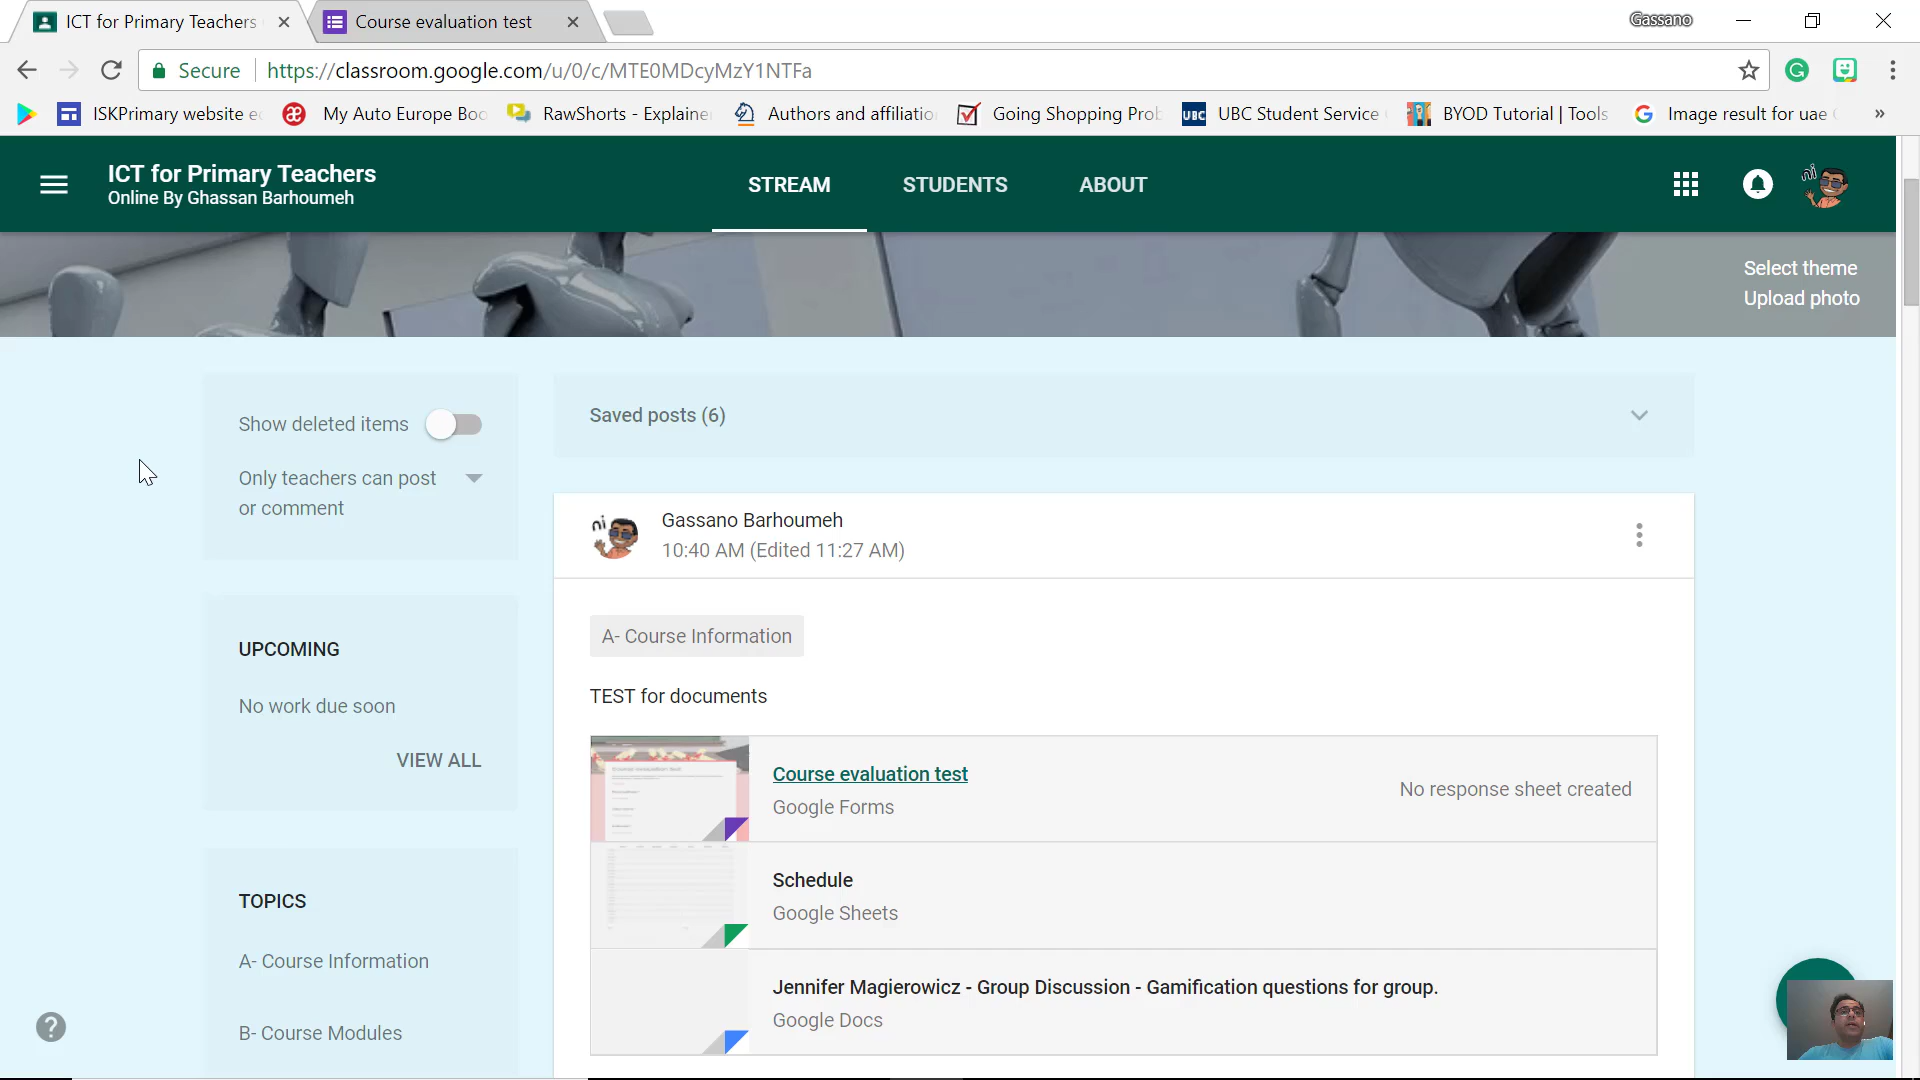 ICT for Primary Teachers
Course evaluation test
Gassano
Secure
https://classroom.google.com/u/0/c/MTE0MDcyMzY1NTFa
ISKPrimary website e
My Auto Europe Boo
RawShorts - Explaine
Authors and affiliatio
Going Shopping Prob
UBC
UBC Student Service
BYOD Tutorial | Tools
Image result for uae
»
ICT for Primary Teachers
Online By Ghassan Barhoumeh
STREAM
STUDENTS
ABOUT
Select theme
Upload photo
Show deleted items
Only teachers can post
or comment
UPCOMING
No work due soon
VIEW ALL
TOPICS
A- Course Information
B- Course Modules
Saved posts (6)
Gassano Barhoumeh
10:40 AM (Edited 11:27 AM)
A- Course Information
TEST for documents
Course evaluation test
Google Forms
No response sheet created
Schedule
Google Sheets
Jennifer Magierowicz - Group Discussion - Gamification questions for group.
Google Docs